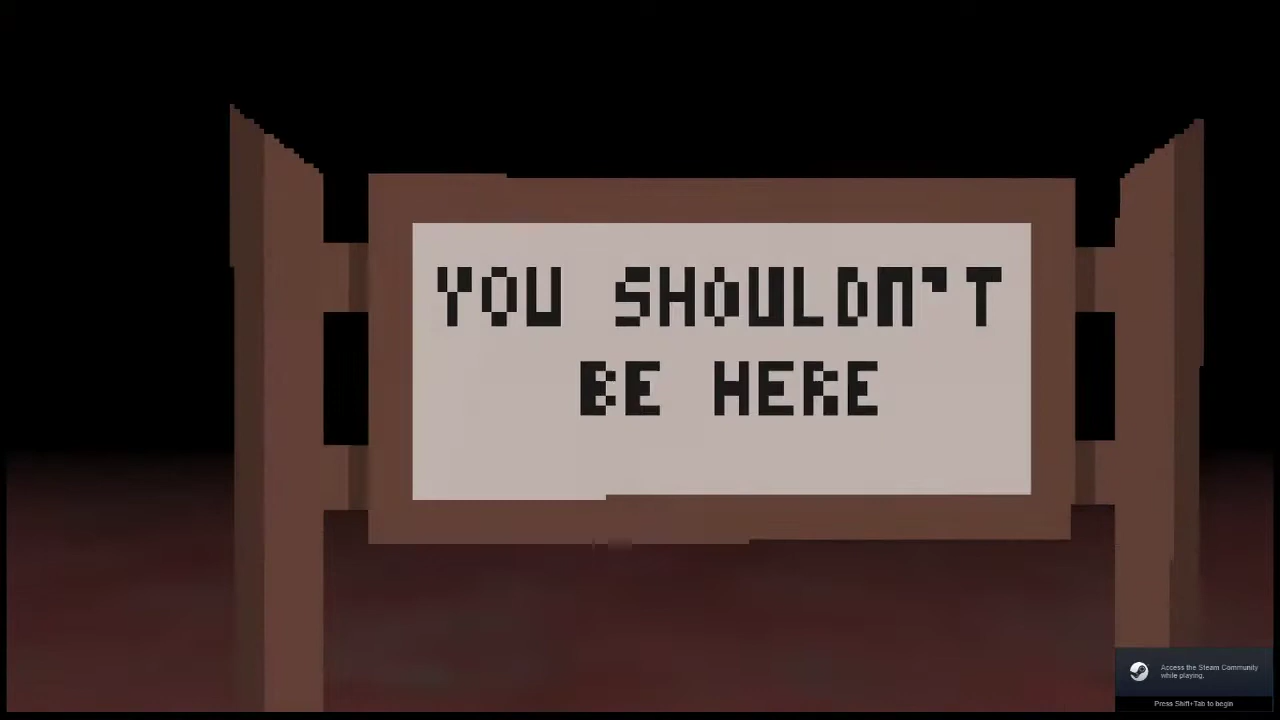 YOU SHOULDN'T
BE HERE
Access the Steam Community
while playing.
Press Shift+Tab to begin